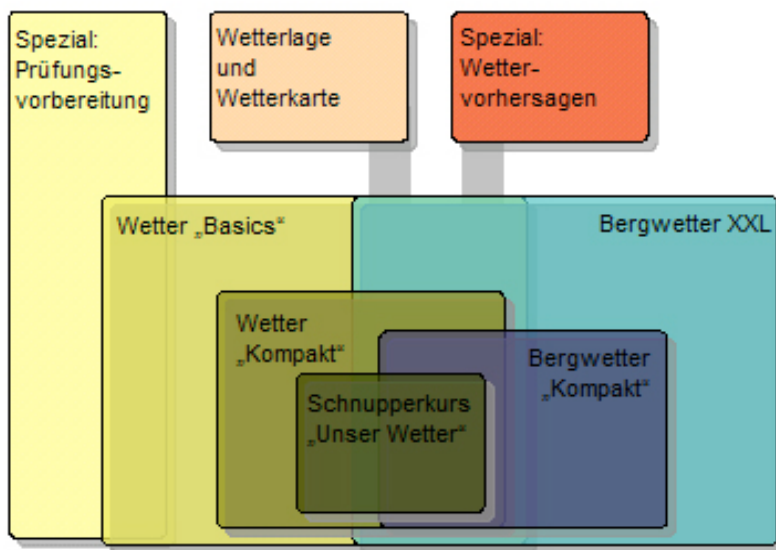 Spezial:
Prüfungs-
vorbereitung
Wetterlage
und
Wetterkarte
Spezial:
Wetter-
vorhersagen
Wetter „Basics“
Bergwetter XXL
Wetter
„Kompakt“
Bergwetter
„Kompakt“
Schnupperkurs
„Unser Wetter“